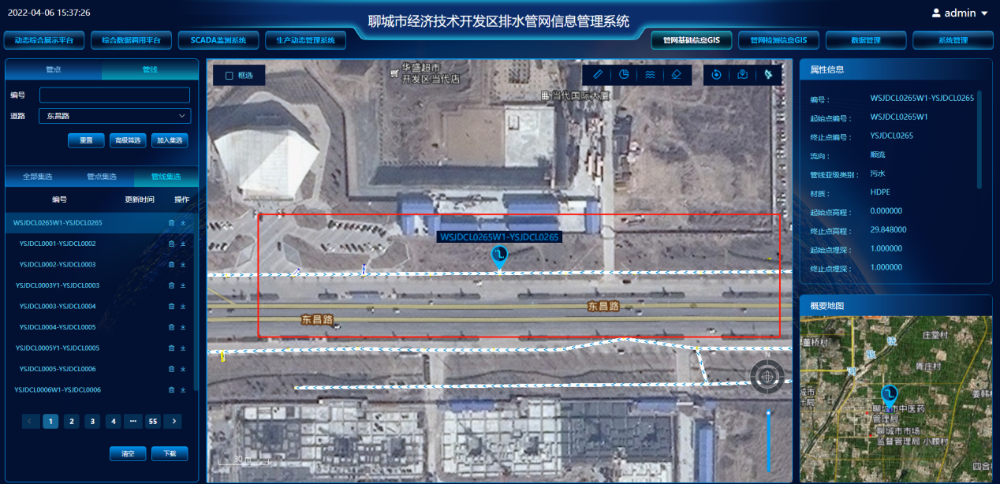 2022-04-06 15:37:26
聊城市经济技术开发区排水管网信息管理系统
admin
动态综合展示平台
综合数据调用平台
SCADA监测系统
生产动态管理系统
管网基础信息GIS
管网检测信息GIS
数据管理
系统管理
管点
管线
编号
道路
东昌路
重置
高级筛选
加入集选
全部集选
管点集选
管线集选
编号
更新时间
操作
WSJDCL0265W1-YSJDCL0265
YSJDCL0001-YSJDCL0002
YSJDCL0002-YSJDCL0003
YSJDCL0003Y1-YSJDCL0003
YSJDCL0003-YSJDCL0004
YSJDCL0004-YSJDCL0005
YSJDCL0005Y1-YSJDCL0005
YSJDCL0005-YSJDCL0006
YSJDCL0006W1-YSJDCL0006
1
2
3
4
···
55
清空
下载
框选
华盛超市
开发区当代店
当代国际大厦
WSJDCL0265W1-YSJDCL0265
东昌路
东昌路
N
30 m
属性信息
编号：
WSJDCL0265W1-YSJDCL0265
起始点编号：
WSJDCL0265W1
终止点编号：
YSJDCL0265
流向：
顺流
管线亚级类别：
污水
材质：
HDPE
起始点高程：
0.000000
终止点高程：
29.848000
起始点埋深：
1.000000
终止点埋深：
1.000000
概要地图
董桥村
庄堂村
徒
骇
河
蒋庄村
姜韩
城市
计局
聊城市中医药
管理局
聊城市市场
监督管理局
小顾村
四合